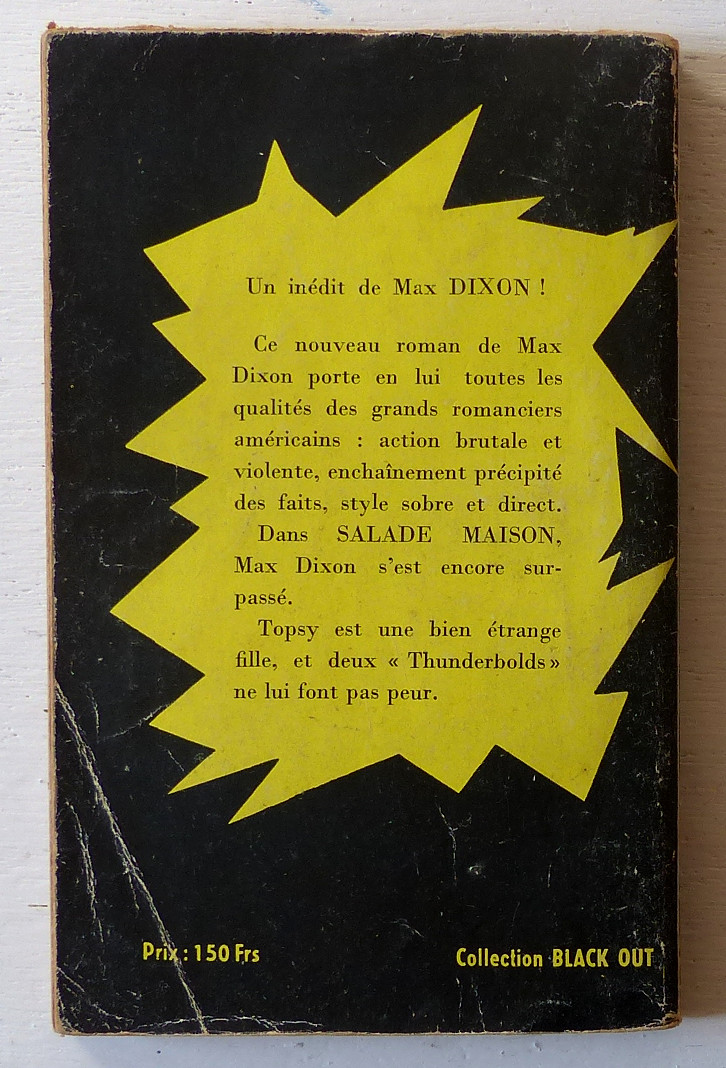 Un inédit de Max DIXON !
Ce nouveau roman de Max
Dixon porte en lui toutes les
qualités des grands romanciers
américains : action brutale et
violente, enchaînement précipité
des faits, style sobre et direct.
Dans SALADE MAISON,
Max Dixon s'est encore sur-
passé.
Topsy est une bien étrange
fille, et deux « Thunderbolds »
ne lui font pas peur.
Prix : 150 Frs
Collection BLACK OUT